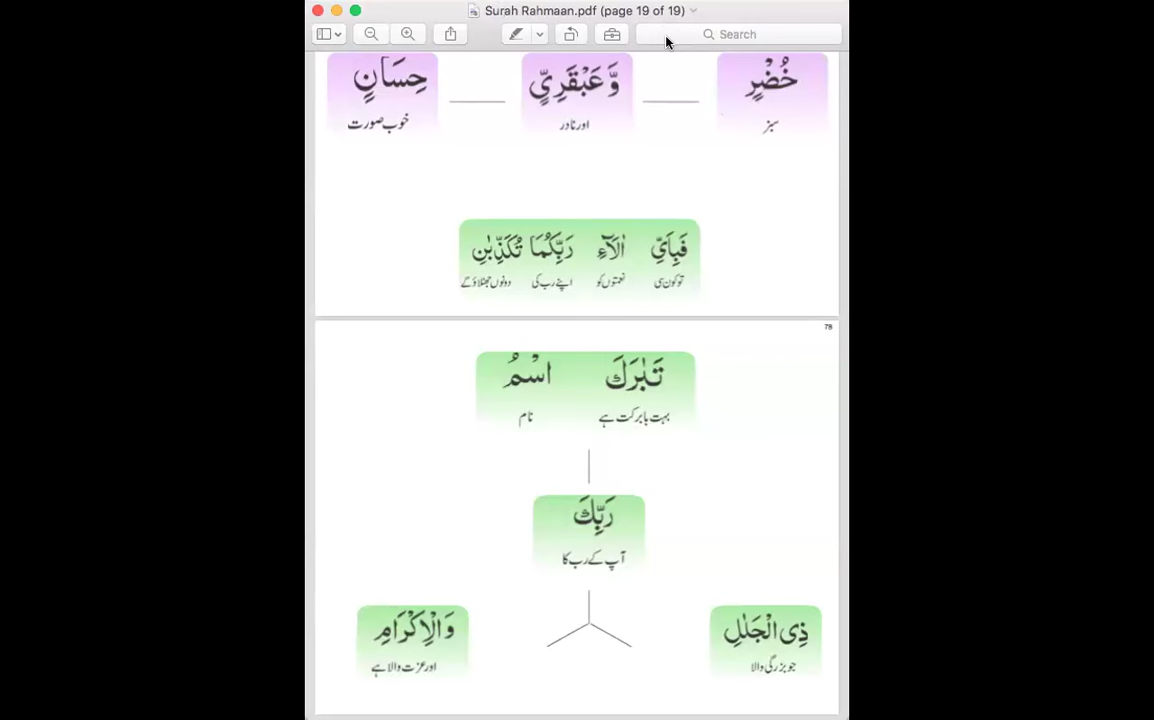 Surah Rahmaan.pdf (page 19 of 19)
Search
خُضْرٍ وَّ عَبْقَرِیٍّ حِسَانٍ
سبز اور نادر خوب صورت
فَبِاَیِّ اٰلَآءِ رَبِّكُمَا تُكَذِّبٰنِ
تو کون سی نعمتوں کو اپنے رب کی دونوں جھٹلاؤ گے
78
تَبٰرَكَ اسْمُ
بہت بابرکت ہے نام
رَبِّكَ
آپ کے رب کا
ذِی الْجَلٰلِ وَالْاِكْرَامِ
جو بزرگی والا اور عزت والا ہے